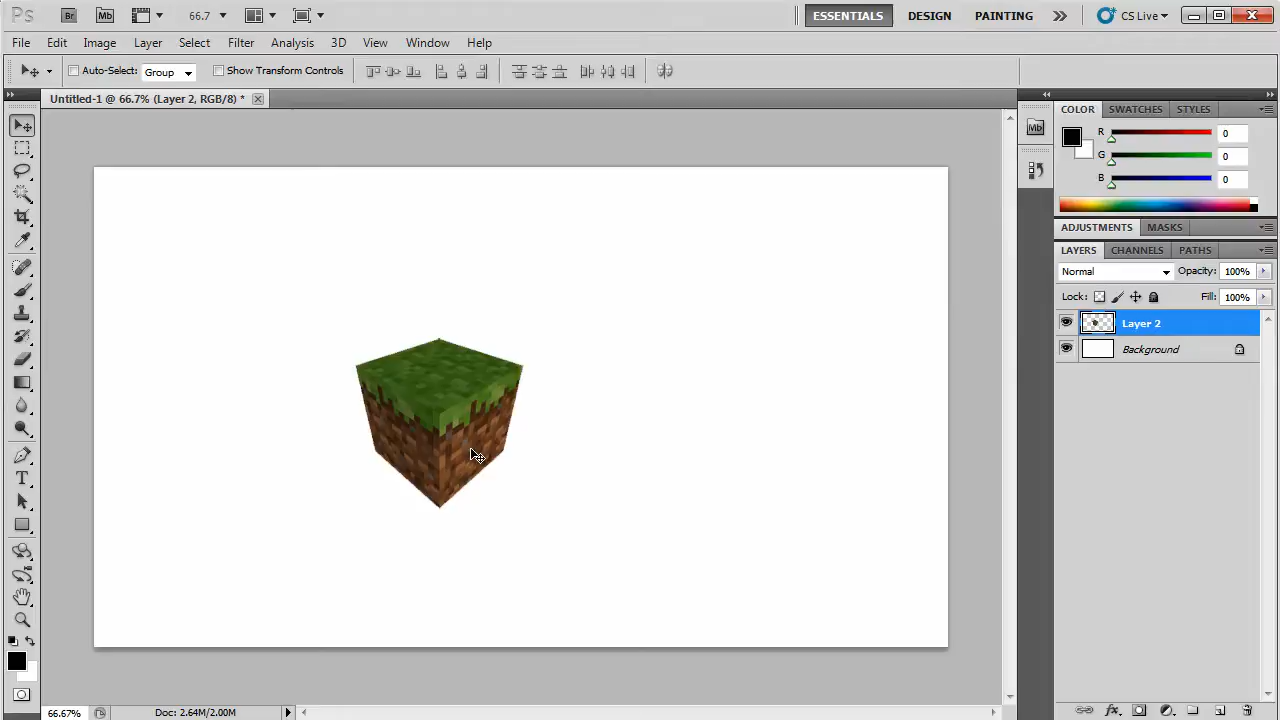 Ps Br Mb 66.7 ESSENTIALS DESIGN PAINTING CS Live
File Edit Image Layer Select Filter Analysis 3D View Window Help
Auto-Select: Group Show Transform Controls
Untitled-1 @ 66.7% (Layer 2, RGB/8) *
COLOR SWATCHES STYLES
Mb
R 0
G 0
B 0
ADJUSTMENTS MASKS
LAYERS CHANNELS PATHS
Normal Opacity: 100%
Lock: Fill: 100%
Layer 2
Background
T
fx
66.67% Doc: 2.64M/2.00M